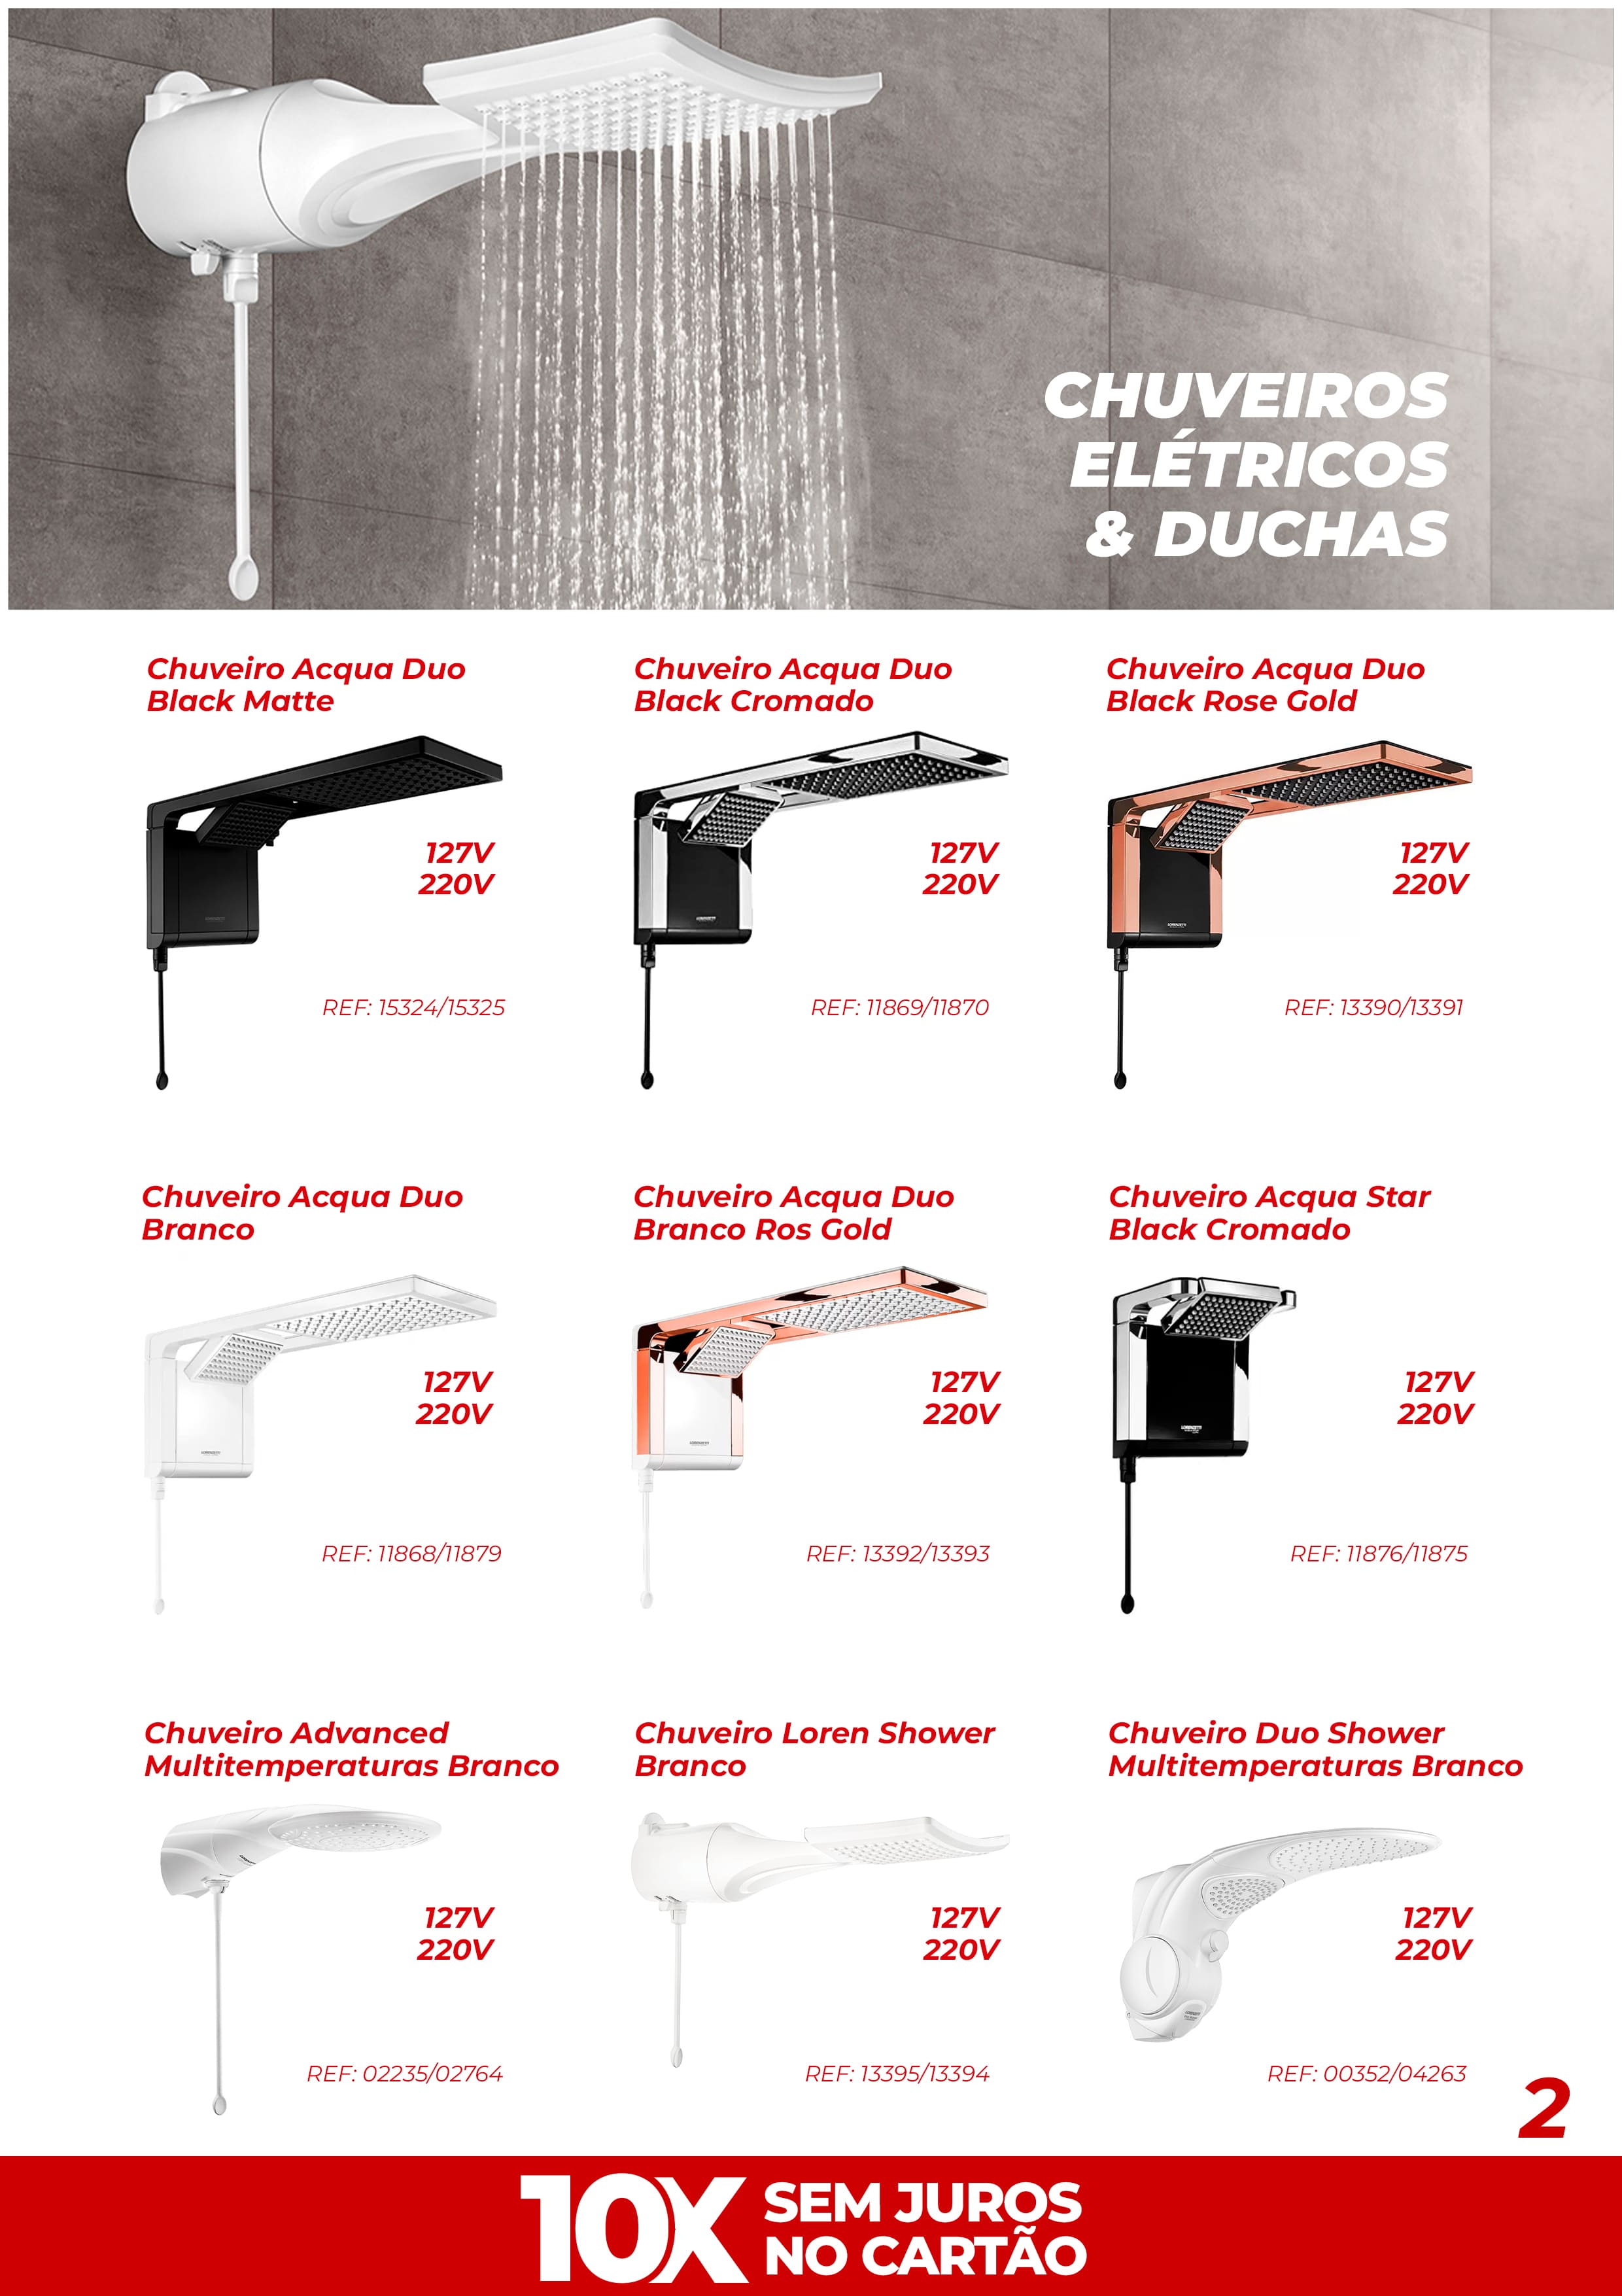 CHUVEIROS
ELÉTRICOS
& DUCHAS
Chuveiro Acqua Duo
Black Matte
127V
220V
REF: 15324/15325
Chuveiro Acqua Duo
Black Cromado
127V
220V
REF: 11869/11870
Chuveiro Acqua Duo
Black Rose Gold
127V
220V
REF: 13390/13391
Chuveiro Acqua Duo
Branco
127V
220V
REF: 11868/11879
Chuveiro Acqua Duo
Branco Ros Gold
127V
220V
REF: 13392/13393
Chuveiro Acqua Star
Black Cromado
LORENZETTI
127V
220V
REF: 11876/11875
Chuveiro Advanced
Multitemperaturas Branco
127V
220V
REF: 02235/02764
Chuveiro Loren Shower
Branco
127V
220V
REF: 13395/13394
Chuveiro Duo Shower
Multitemperaturas Branco
127V
220V
REF: 00352/04263
2
10X SEM JUROS
NO CARTÃO